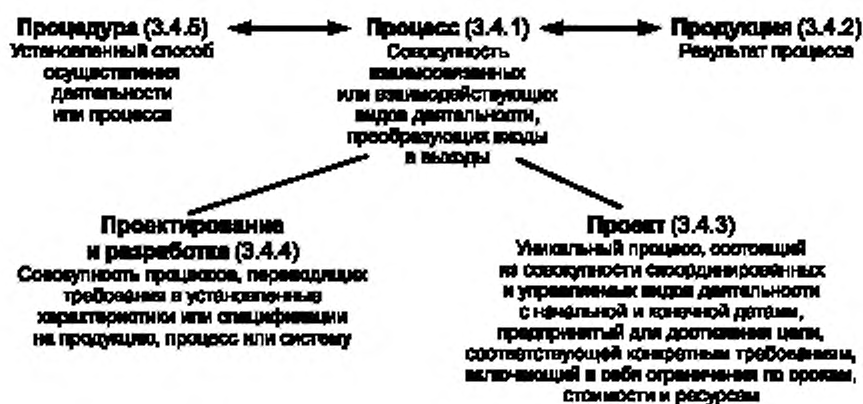 Процедура (3.4.5)
Установленный способ
осуществления
деятельности
или процесса
Процесс (3.4.1)
Совокупность
взаимосвязанных
или взаимодействующих
видов деятельности,
преобразующих входы
в выходы
Продукция (3.4.2)
Результат процесса
Проектирование
и разработка (3.4.4)
Совокупность процессов, переводящих
требования в установленные
характеристики или спецификации
на продукцию, процесс или систему
Проект (3.4.3)
Уникальный процесс, состоящий
из совокупности скоординированных
и управляемых видов деятельности
с начальной и конечной датами,
предпринятый для достижения цели,
соответствующей конкретным требованиям,
включающей в себя ограничения по срокам,
стоимости и ресурсам